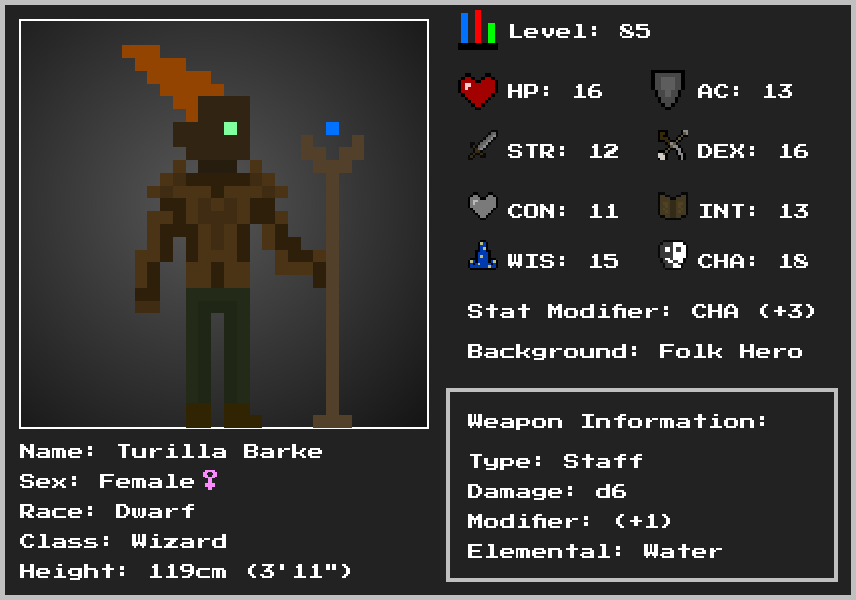 Level: 85
HP: 16
AC: 13
STR: 12
DEX: 16
CON: 11
INT: 13
WIS: 15
CHA: 18
Stat Modifier: CHA (+3)
Background: Folk Hero
Weapon Information:
Type: Staff
Damage: d6
Modifier: (+1)
Elemental: Water
Name: Turilla Barke
Sex: Female♀
Race: Dwarf
Class: Wizard
Height: 119cm (3'11")